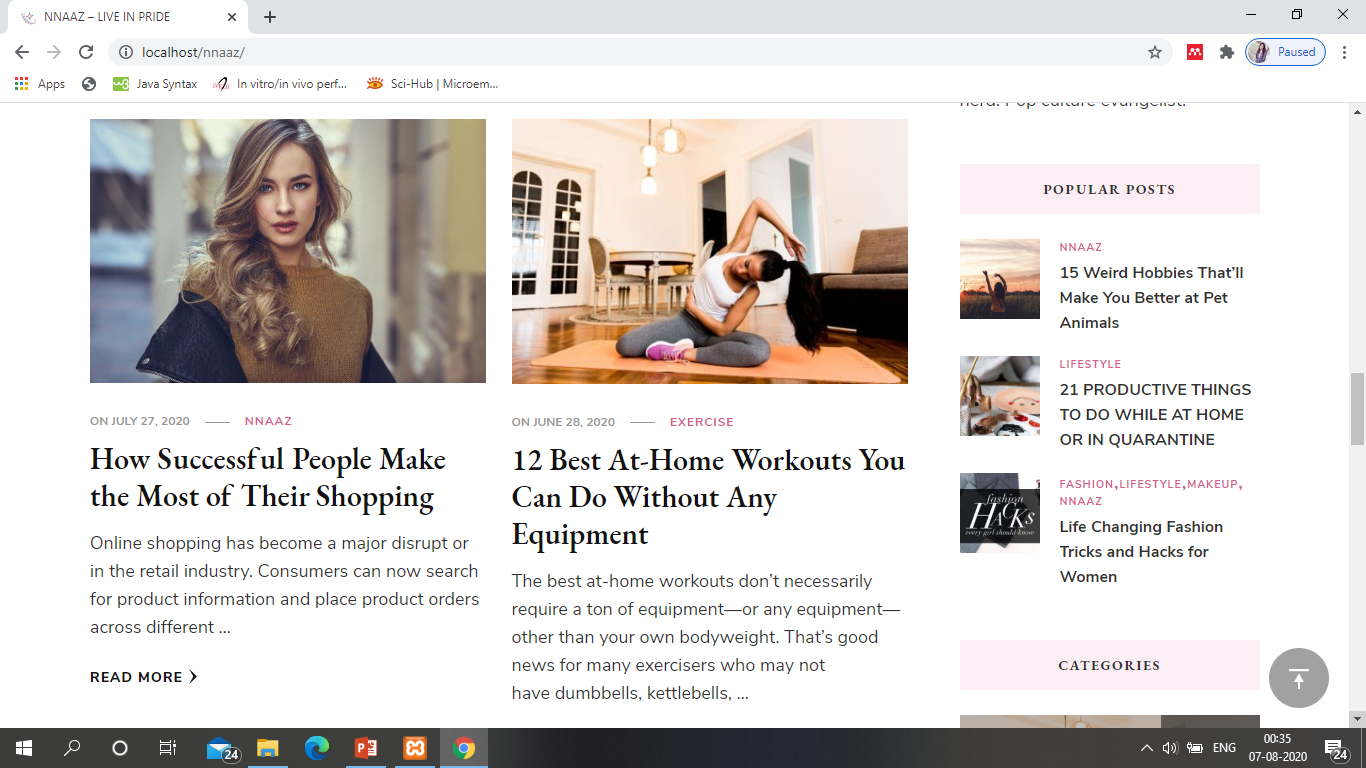 NNAAZ – LIVE IN PRIDE
localhost/nnaaz/
Paused
Apps
Java Syntax
In vitro/in vivo perf...
Sci-Hub | Microem...
nerd. Pop culture evangelist.
ON JULY 27, 2020
NNAAZ
How Successful People Make
the Most of Their Shopping
Online shopping has become a major disrupt or
in the retail industry. Consumers can now search
for product information and place product orders
across different ...
READ MORE
ON JUNE 28, 2020
EXERCISE
12 Best At-Home Workouts You
Can Do Without Any
Equipment
The best at-home workouts don’t necessarily
require a ton of equipment—or any equipment—
other than your own bodyweight. That’s good
news for many exercisers who may not
have dumbbells, kettlebells, ...
POPULAR POSTS
NNAAZ
15 Weird Hobbies That’ll
Make You Better at Pet
Animals
LIFESTYLE
21 PRODUCTIVE THINGS
TO DO WHILE AT HOME
OR IN QUARANTINE
fashion
HACKS
every girl should know
FASHION,LIFESTYLE,MAKEUP,
NNAAZ
Life Changing Fashion
Tricks and Hacks for
Women
CATEGORIES
24
ENG
00:35
07-08-2020
24